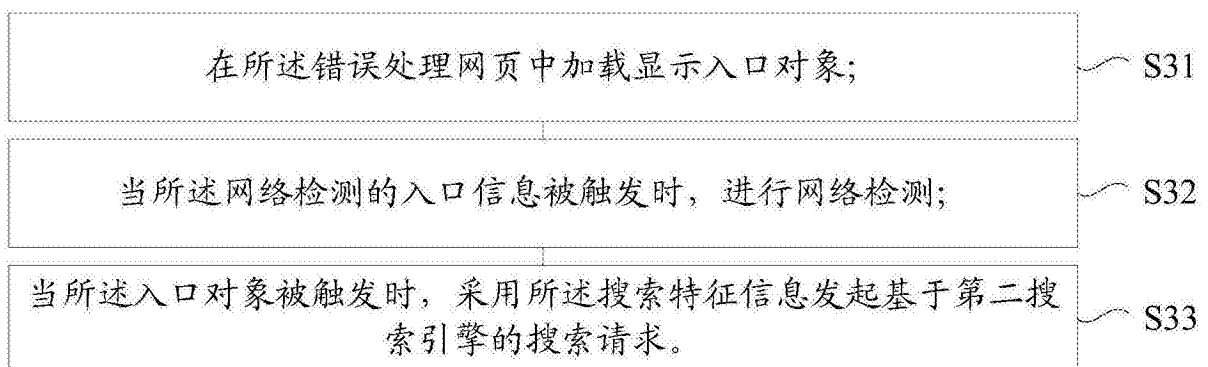 在所述错误处理网页中加载显示入口对象;
S31
当所述网络检测的入口信息被触发时，进行网络检测;
S32
当所述入口对象被触发时，采用所述搜索特征信息发起基于第二搜
索引擎的搜索请求。
S33